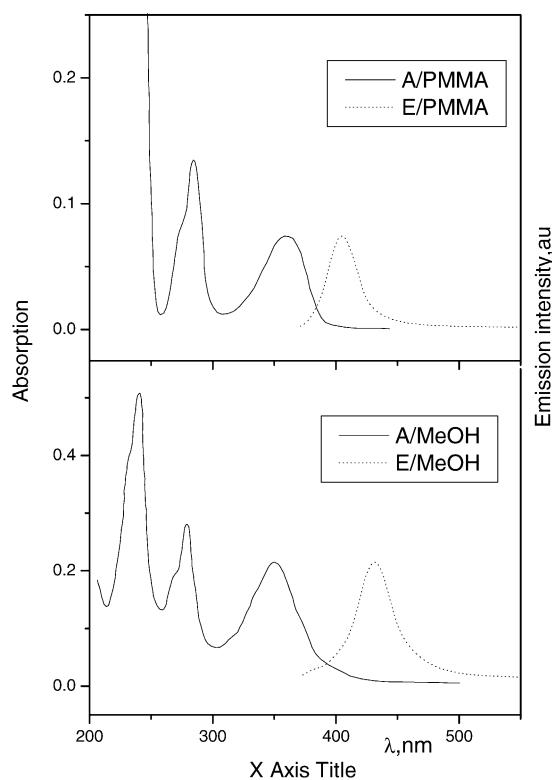 0.2
0.1
0.0
A/PMMA
E/PMMA
Absorption
Emission intensity,au
0.4
0.2
0.0
A/MeOH
E/MeOH
200
300
400
500
λ,nm
X Axis Title